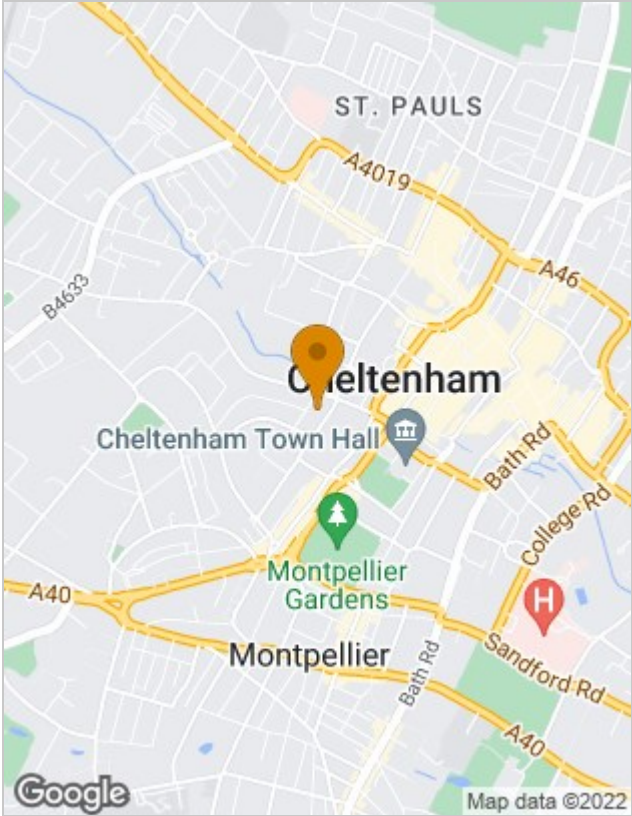 ST. PAULS
A4019
A46
B4633
Cheltenham
Cheltenham Town Hall
Bath Rd
College Rd
Montpellier
Gardens
A40
H
Montpellier
Sandford Rd
Bath Rd
A40
Google
Map data ©2022